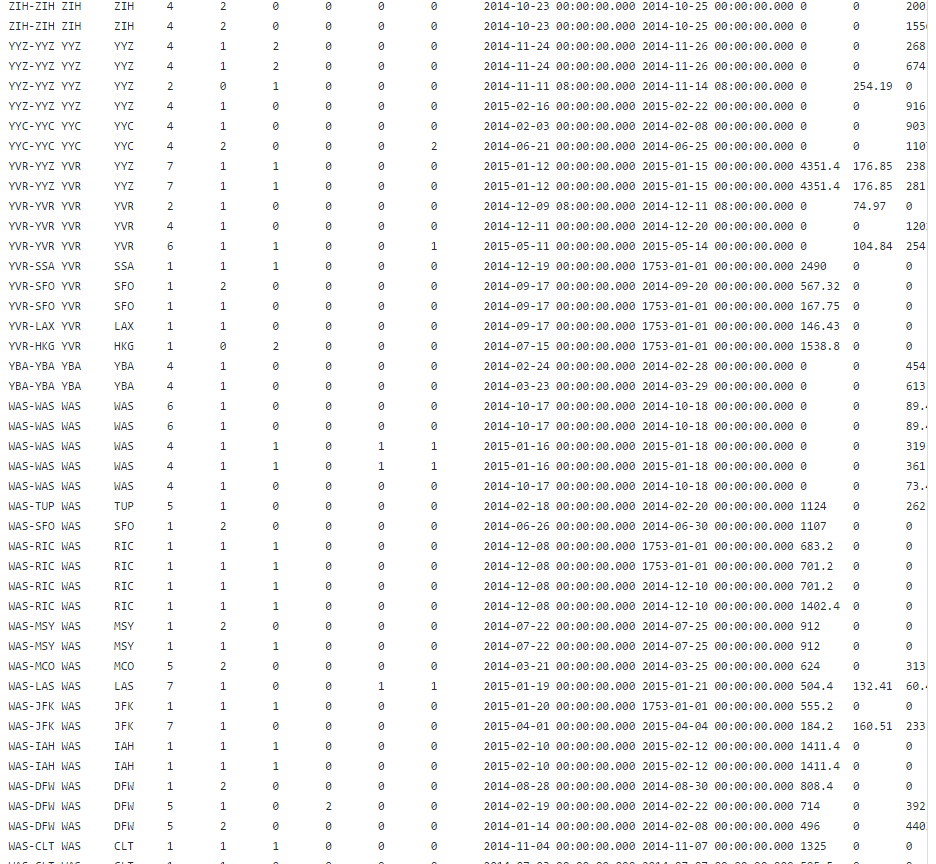 ZIH-ZIH ZIH ZIH 4 2 0 0 0 0 2014-10-23 00:00:00.000 2014-10-25 00:00:00.000 0 0 200
ZIH-ZIH ZIH ZIH 4 2 0 0 0 0 2014-10-23 00:00:00.000 2014-10-25 00:00:00.000 0 0 155
YYZ-YYZ YYZ YYZ 4 1 2 0 0 0 2014-11-24 00:00:00.000 2014-11-26 00:00:00.000 0 0 268
YYZ-YYZ YYZ YYZ 4 1 2 0 0 0 2014-11-24 00:00:00.000 2014-11-26 00:00:00.000 0 0 674
YYZ-YYZ YYZ YYZ 2 0 1 0 0 0 2014-11-11 08:00:00.000 2014-11-14 08:00:00.000 0 254.19 0
YYZ-YYZ YYZ YYZ 4 1 0 0 0 0 2015-02-16 00:00:00.000 2015-02-22 00:00:00.000 0 0 916
YYC-YYC YYC YYC 4 1 0 0 0 0 2014-02-03 00:00:00.000 2014-02-08 00:00:00.000 0 0 903
YYC-YYC YYC YYC 4 2 0 0 0 2 2014-06-21 00:00:00.000 2014-06-25 00:00:00.000 0 0 110
YVR-YYZ YVR YYZ 7 1 1 0 0 0 2015-01-12 00:00:00.000 2015-01-15 00:00:00.000 4351.4 176.85 238
YVR-YYZ YVR YYZ 7 1 1 0 0 0 2015-01-12 00:00:00.000 2015-01-15 00:00:00.000 4351.4 176.85 281
YVR-YVR YVR YVR 2 1 0 0 0 0 2014-12-09 08:00:00.000 2014-12-11 08:00:00.000 0 74.97 0
YVR-YVR YVR YVR 4 1 0 0 0 0 2014-12-11 00:00:00.000 2014-12-20 00:00:00.000 0 0 120
YVR-YVR YVR YVR 6 1 1 0 0 1 2015-05-11 00:00:00.000 2015-05-14 00:00:00.000 0 104.84 254
YVR-SSA YVR SSA 1 1 1 0 0 0 2014-12-19 00:00:00.000 1753-01-01 00:00:00.000 2490 0 0
YVR-SFO YVR SFO 1 2 0 0 0 0 2014-09-17 00:00:00.000 2014-09-20 00:00:00.000 567.32 0 0
YVR-SFO YVR SFO 1 1 0 0 0 0 2014-09-17 00:00:00.000 1753-01-01 00:00:00.000 167.75 0 0
YVR-LAX YVR LAX 1 1 0 0 0 0 2014-09-17 00:00:00.000 1753-01-01 00:00:00.000 146.43 0 0
YVR-HKG YVR HKG 1 0 2 0 0 0 2014-07-15 00:00:00.000 1753-01-01 00:00:00.000 1538.8 0 0
YBA-YBA YBA YBA 4 1 0 0 0 0 2014-02-24 00:00:00.000 2014-02-28 00:00:00.000 0 0 454
YBA-YBA YBA YBA 4 1 0 0 0 0 2014-03-23 00:00:00.000 2014-03-29 00:00:00.000 0 0 613
WAS-WAS WAS WAS 6 1 0 0 0 0 2014-10-17 00:00:00.000 2014-10-18 00:00:00.000 0 0 89.
WAS-WAS WAS WAS 6 1 0 0 0 0 2014-10-17 00:00:00.000 2014-10-18 00:00:00.000 0 0 89.
WAS-WAS WAS WAS 4 1 1 0 1 1 2015-01-16 00:00:00.000 2015-01-18 00:00:00.000 0 0 319
WAS-WAS WAS WAS 4 1 1 0 1 1 2015-01-16 00:00:00.000 2015-01-18 00:00:00.000 0 0 361
WAS-WAS WAS WAS 4 1 0 0 0 0 2014-10-17 00:00:00.000 2014-10-18 00:00:00.000 0 0 73.
WAS-TUP WAS TUP 5 1 0 0 0 0 2014-02-18 00:00:00.000 2014-02-20 00:00:00.000 1124 0 262
WAS-SFO WAS SFO 1 2 0 0 0 0 2014-06-26 00:00:00.000 2014-06-30 00:00:00.000 1107 0 0
WAS-RIC WAS RIC 1 1 1 0 0 0 2014-12-08 00:00:00.000 1753-01-01 00:00:00.000 683.2 0 0
WAS-RIC WAS RIC 1 1 1 0 0 0 2014-12-08 00:00:00.000 1753-01-01 00:00:00.000 701.2 0 0
WAS-RIC WAS RIC 1 1 1 0 0 0 2014-12-08 00:00:00.000 2014-12-10 00:00:00.000 701.2 0 0
WAS-RIC WAS RIC 1 1 1 0 0 0 2014-12-08 00:00:00.000 2014-12-10 00:00:00.000 1402.4 0 0
WAS-MSY WAS MSY 1 2 0 0 0 0 2014-07-22 00:00:00.000 2014-07-25 00:00:00.000 912 0 0
WAS-MSY WAS MSY 1 1 1 0 0 0 2014-07-22 00:00:00.000 2014-07-25 00:00:00.000 912 0 0
WAS-MCO WAS MCO 5 2 0 0 0 0 2014-03-21 00:00:00.000 2014-03-25 00:00:00.000 624 0 313
WAS-LAS WAS LAS 7 1 0 0 1 1 2015-01-19 00:00:00.000 2015-01-21 00:00:00.000 504.4 132.41 60.
WAS-JFK WAS JFK 1 1 1 0 0 0 2015-01-20 00:00:00.000 1753-01-01 00:00:00.000 555.2 0 0
WAS-JFK WAS JFK 7 1 0 0 0 0 2015-04-01 00:00:00.000 2015-04-04 00:00:00.000 184.2 160.51 233
WAS-IAH WAS IAH 1 1 1 0 0 0 2015-02-10 00:00:00.000 2015-02-12 00:00:00.000 1411.4 0 0
WAS-IAH WAS IAH 1 1 1 0 0 0 2015-02-10 00:00:00.000 2015-02-12 00:00:00.000 1411.4 0 0
WAS-DFW WAS DFW 1 2 0 0 0 0 2014-08-28 00:00:00.000 2014-08-30 00:00:00.000 808.4 0 0
WAS-DFW WAS DFW 5 1 0 2 0 0 2014-02-19 00:00:00.000 2014-02-22 00:00:00.000 714 0 392
WAS-DFW WAS DFW 5 2 0 0 0 0 2014-01-14 00:00:00.000 2014-02-08 00:00:00.000 496 0 440
WAS-CLT WAS CLT 1 1 1 0 0 0 2014-11-04 00:00:00.000 2014-11-07 00:00:00.000 1325 0 0